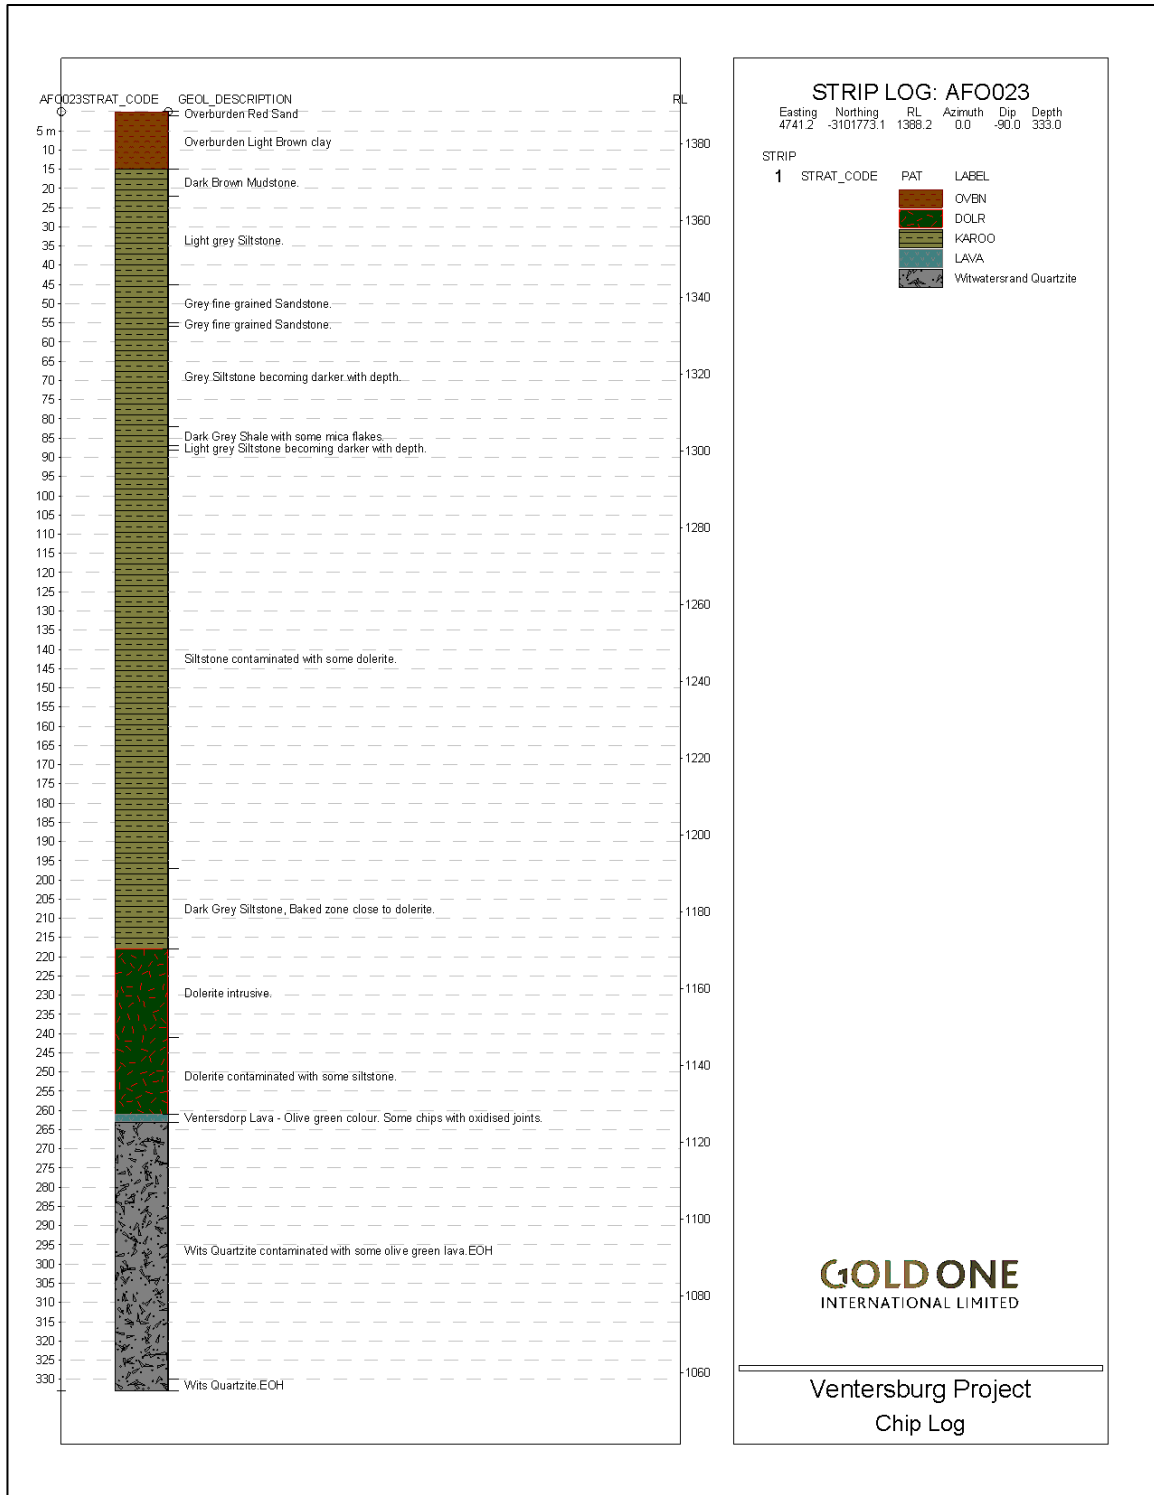 AFO023STRAT_CODE GEOL_DESCRIPTION RL
Overburden Red Sand
5 m
Overburden Light Brown clay
1380
10
15
Dark Brown Mudstone.
20
25
1360
30
Light grey Siltstone.
35
40
45
1340
50
Grey fine grained Sandstone.
55
Grey fine grained Sandstone.
60
65
1320
70
Grey Siltstone becoming darker with depth.
75
80
85
Dark Grey Shale with some mica flakes.
Light grey Siltstone becoming darker with depth.
1300
90
95
100
105
1280
110
115
120
125
1260
130
135
140
Siltstone contaminated with some dolerite.
145
1240
150
155
160
165
1220
170
175
180
185
1200
190
195
200
205
Dark Grey Siltstone, Baked zone close to dolerite.
1180
210
215
220
225
1160
230
Dolerite intrusive.
235
240
245
1140
250
Dolerite contaminated with some siltstone.
255
260
Ventersdorp Lava - Olive green colour. Some chips with oxidised joints.
265
1120
270
275
280
285
1100
290
295
Wits Quartzite contaminated with some olive green lava.EOH
300
305
1080
310
315
320
325
1060
330
Wits Quartzite.EOH
STRIP LOG: AFO023
Easting Northing RL Azimuth Dip Depth
4741.2 -3101773.1 1388.2 0.0 -90.0 333.0
STRIP
1 STRAT_CODE PAT LABEL
OVBN
DOLR
KAROO
LAVA
Witwatersrand Quartzite
GOLD ONE
INTERNATIONAL LIMITED
Ventersburg Project
Chip Log